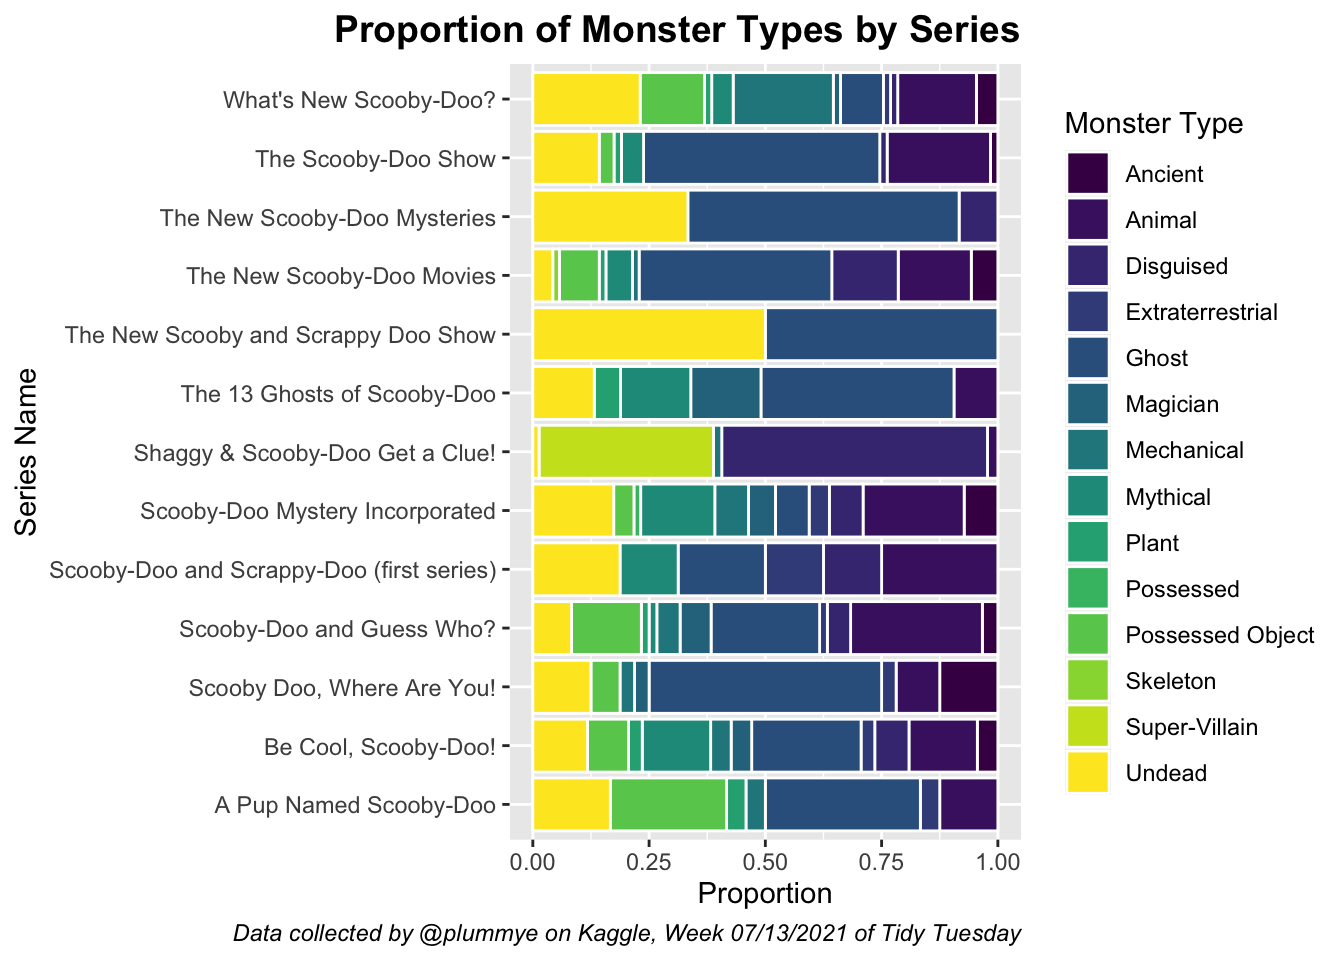 Proportion of Monster Types by Series
Series Name
What's New Scooby-Doo?
The Scooby-Doo Show
The New Scooby-Doo Mysteries
The New Scooby-Doo Movies
The New Scooby and Scrappy Doo Show
The 13 Ghosts of Scooby-Doo
Shaggy & Scooby-Doo Get a Clue!
Scooby-Doo Mystery Incorporated
Scooby-Doo and Scrappy-Doo (first series)
Scooby-Doo and Guess Who?
Scooby Doo, Where Are You!
Be Cool, Scooby-Doo!
A Pup Named Scooby-Doo
0.00 0.25 0.50 0.75 1.00
Proportion
Monster Type
Ancient
Animal
Disguised
Extraterrestrial
Ghost
Magician
Mechanical
Mythical
Plant
Possessed
Possessed Object
Skeleton
Super-Villain
Undead
Data collected by @plummye on Kaggle, Week 07/13/2021 of Tidy Tuesday